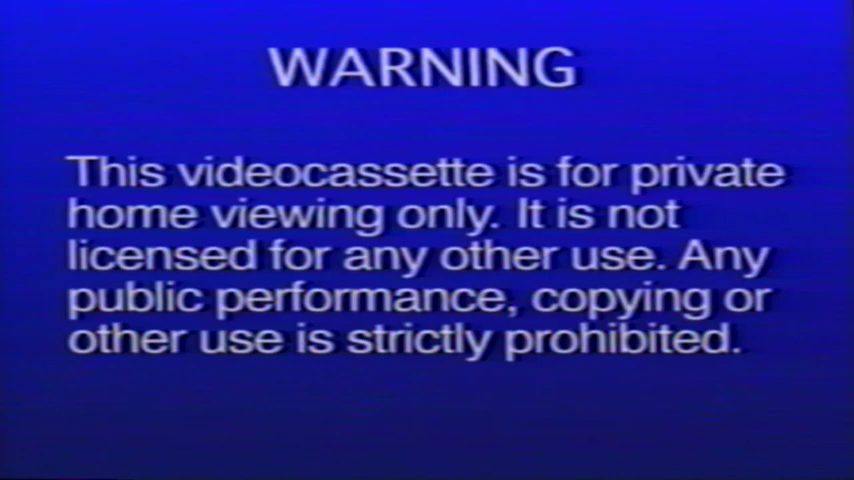 WARNING
This videocassette is for private
home viewing only. It is not
licensed for any other use. Any
public performance, copying or
other use is strictly prohibited.